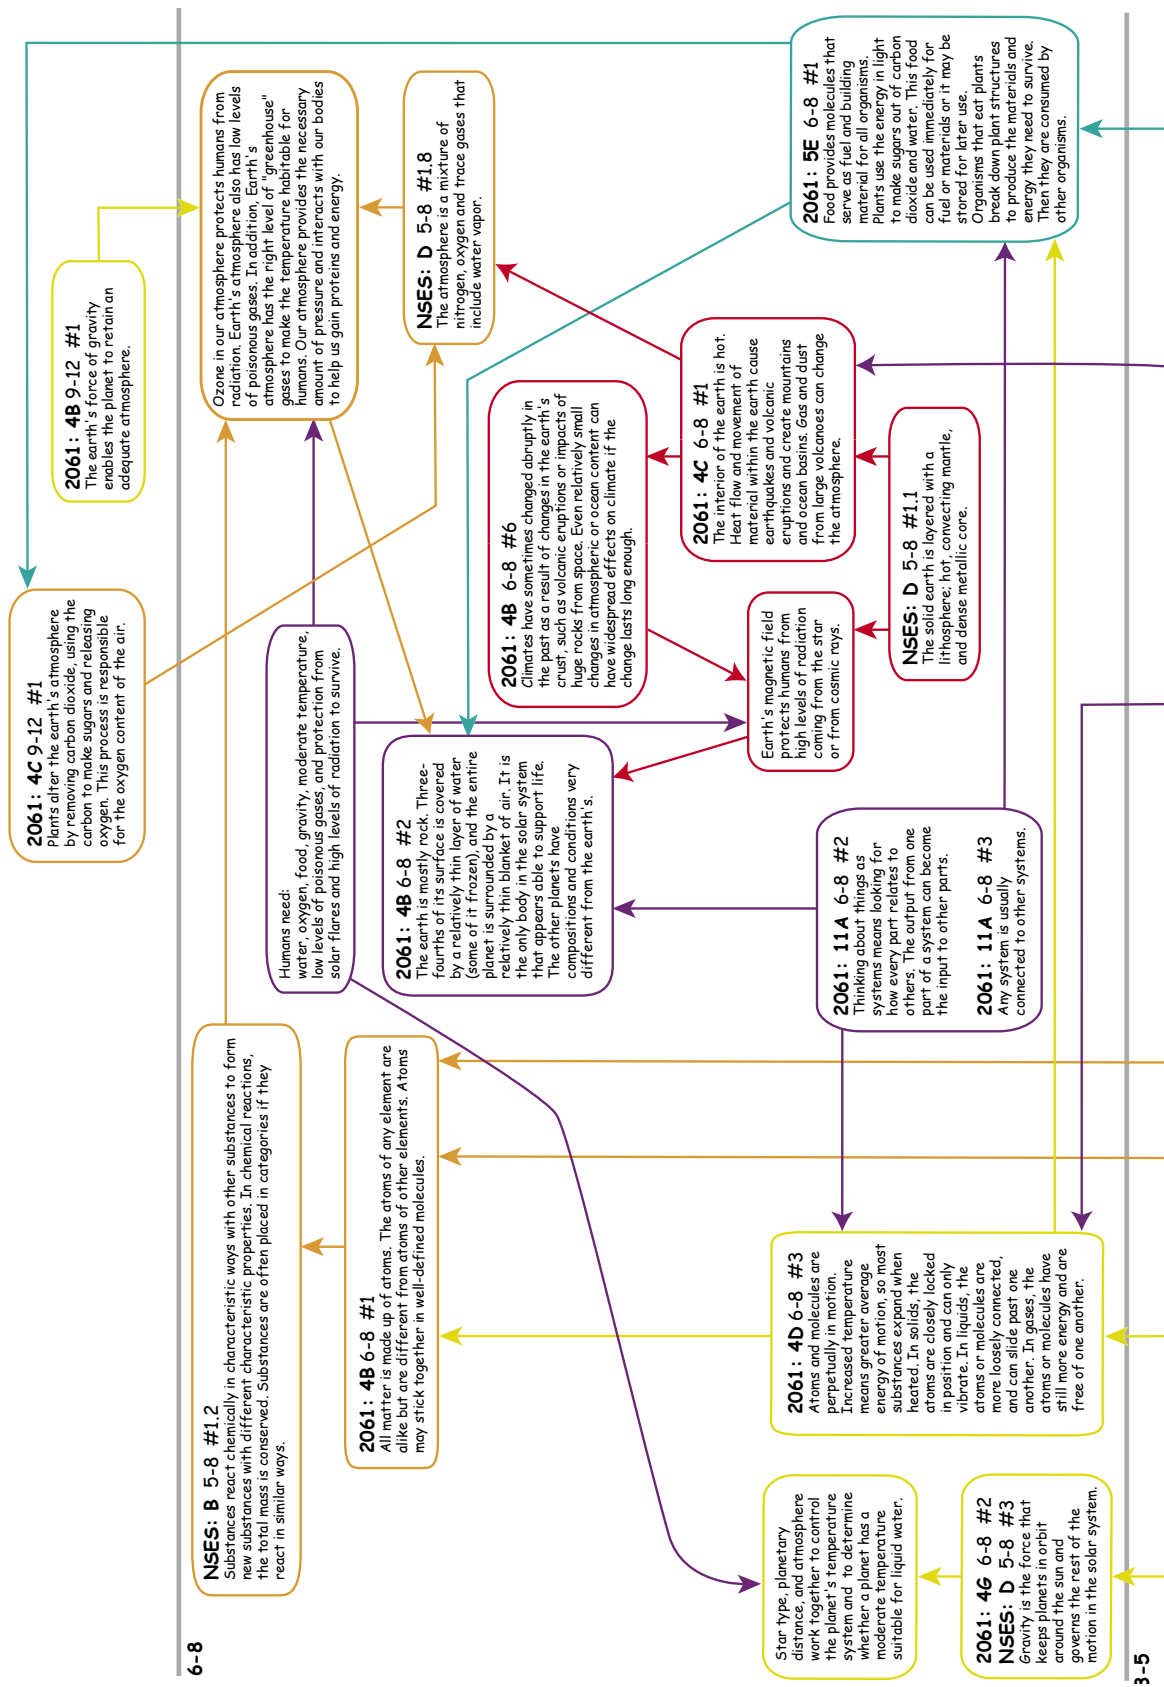 6-8
NSES: B 5-8 #1.2
Substances react chemically in characteristic ways with other substances to form
new substances with different characteristic properties. In chemical reactions,
the total mass is conserved. Substances are often placed in categories if they
react in similar ways.
2061: 4C 9-12 #1
Plants alter the earth's atmosphere
by removing carbon dioxide, using the
carbon to make sugars and releasing
oxygen. This process is responsible
for the oxygen content of the air.
2061: 4B 9-12 #1
The earth's force of gravity
enables the planet to retain an
adequate atmosphere.
Ozone in our atmosphere protects humans from
radiation. Earth's atmosphere also has low levels
of poisonous gases. In addition, Earth's
atmosphere has the right level of "greenhouse"
gases to make the temperature habitable for
humans. Our atmosphere provides the necessary
amount of pressure and interacts with our bodies
to help us gain proteins and energy.
Humans need:
water, oxygen, food, gravity, moderate temperature,
low levels of poisonous gases, and protection from
solar flares and high levels of radiation to survive.
2061: 4B 6-8 #1
All matter is made up of atoms. The atoms of any element are
alike but are different from atoms of other elements. Atoms
may stick together in well-defined molecules.
2061: 4B 6-8 #2
The earth is mostly rock. Three-
fourths of its surface is covered
by a relatively thin layer of water
(some of it frozen), and the entire
planet is surrounded by a
relatively thin blanket of air. It is
the only body in the solar system
that appears able to support life.
The other planets have
compositions and conditions very
different from the earth's.
NSES: D 5-8 #1.8
The atmosphere is a mixture of
nitrogen, oxygen and trace gases that
include water vapor.
2061: 4B 6-8 #6
Climates have sometimes changed abruptly in
the past as a result of changes in the earth's
crust, such as volcanic eruptions or impacts of
huge rocks from space. Even relatively small
changes in atmospheric or ocean content can
have widespread effects on climate if the
change lasts long enough.
2061: 4C 6-8 #1
The interior of the earth is hot.
Heat flow and movement of
material within the earth cause
earthquakes and volcanic
eruptions and create mountains
and ocean basins. Gas and dust
from large volcanoes can change
the atmosphere.
Earth's magnetic field
protects humans from
high levels of radiation
coming from the star
or from cosmic rays.
NSES: D 5-8 #1.1
The solid earth is layered with a
lithosphere; hot, convecting mantle,
and dense metallic core.
2061: 5E 6-8 #1
Food provides molecules that
serve as fuel and building
material for all organisms.
Plants use the energy in light
to make sugars out of carbon
dioxide and water. This food
can be used immediately for
fuel or materials or it may be
stored for later use.
Organisms that eat plants
break down plant structures
to produce the materials and
energy they need to survive.
Then they are consumed by
other organisms.
2061: 11A 6-8 #2
Thinking about things as
systems means looking for
how every part relates to
others. The output from one
part of a system can become
the input to other parts.
2061: 11A 6-8 #3
Any system is usually
connected to other systems.
2061: 4D 6-8 #3
Atoms and molecules are
perpetually in motion.
Increased temperature
means greater average
energy of motion, so most
substances expand when
heated. In solids, the
atoms are closely locked
in position and can only
vibrate. In liquids, the
atoms or molecules are
more loosely connected,
and can slide past one
another. In gases, the
atoms or molecules have
still more energy and are
free of one another.
Star type, planetary
distance, and atmosphere
work together to control
the planet's temperature
system and to determine
whether a planet has a
moderate temperature
suitable for liquid water.
2061: 4G 6-8 #2
NSES: D 5-8 #3
Gravity is the force that
keeps planets in orbit
around the sun and
governs the rest of the
motion in the solar system.
3-5